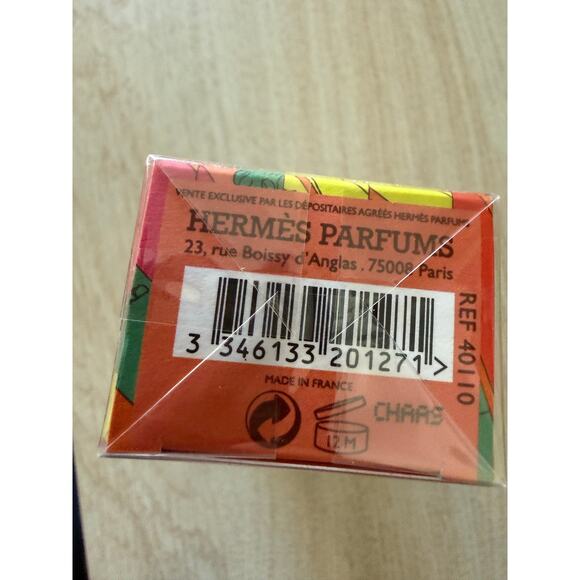 VENTE EXCLUSIVE PAR LES DÉPOSITAIRES AGRÉÉS HERMÈS PARFUMS
HERMÈS PARFUMS
23, rue Boissy d'Anglas . 75008 Paris
3 346133 201271 >
REF 40110
MADE IN FRANCE
12 M
CHAAS